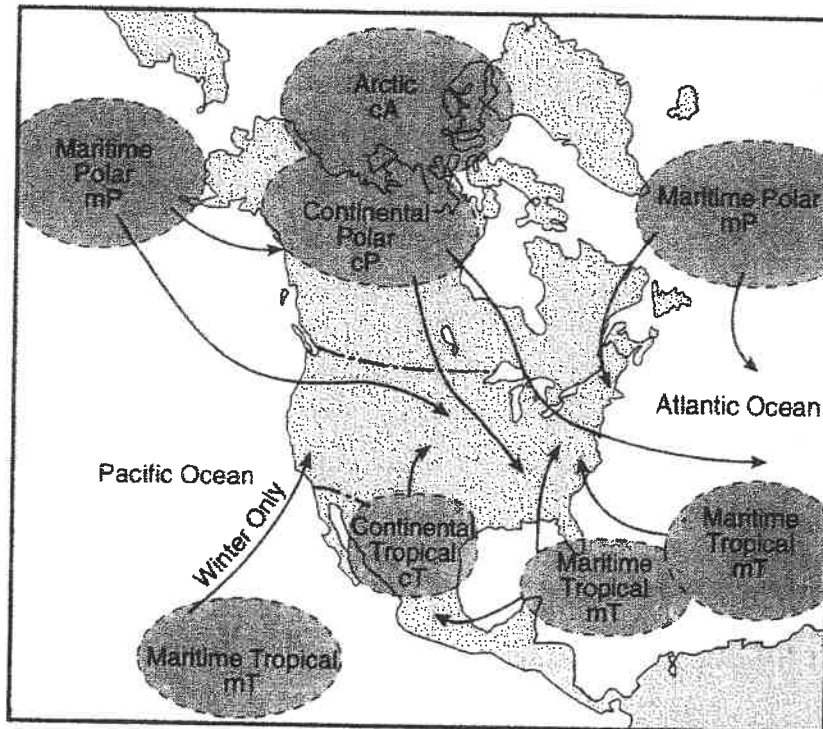 Arctic
cA
Maritime
Polar
mP
Continental
Polar
cP
Maritime Polar
mP
Atlantic Ocean
Pacific Ocean
Winter Only
Continental
Tropical
cT
Maritime
Tropical
mT
Maritime
Tropical
mT
Maritime Tropical
mT